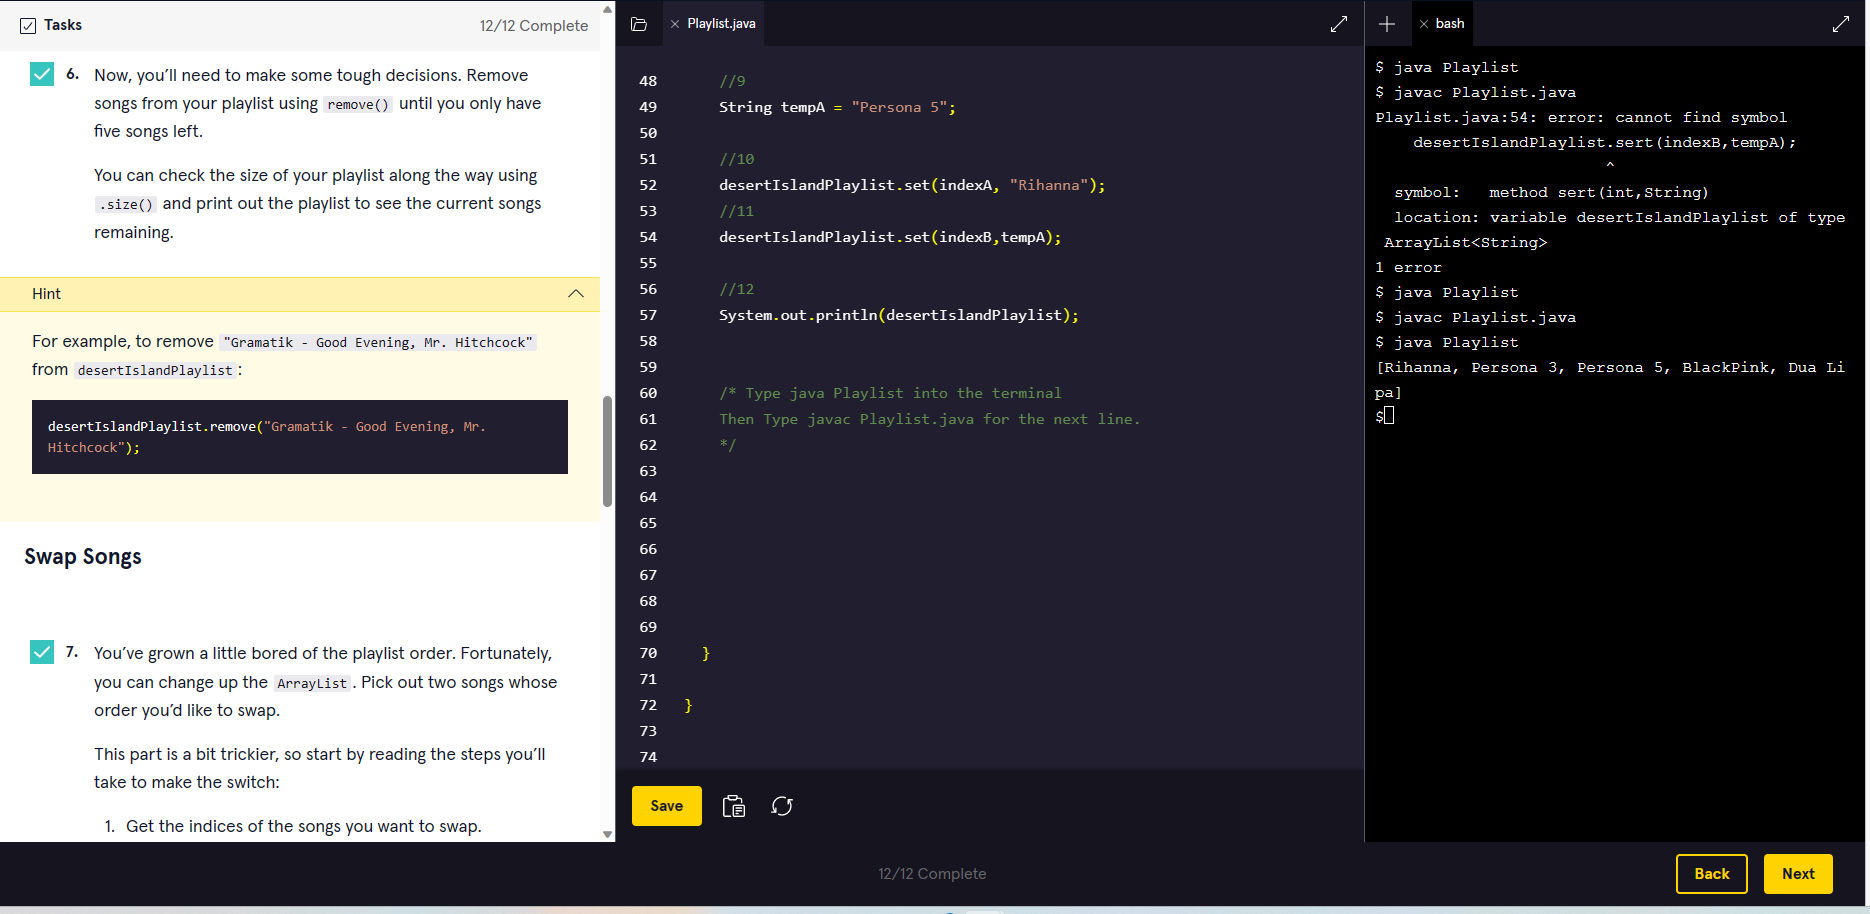 Tasks
12/12 Complete
6. Now, you'll need to make some tough decisions. Remove
songs from your playlist using remove() until you only have
five songs left.
You can check the size of your playlist along the way using
.size() and print out the playlist to see the current songs
remaining.
Hint
For example, to remove "Gramatik - Good Evening, Mr. Hitchcock"
from desertIslandPlaylist:
desertIslandPlaylist.remove("Gramatik - Good Evening, Mr.
Hitchcock");
Swap Songs
7. You've grown a little bored of the playlist order. Fortunately,
you can change up the ArrayList. Pick out two songs whose
order you'd like to swap.
This part is a bit trickier, so start by reading the steps you'll
take to make the switch:
1. Get the indices of the songs you want to swap.
Playlist.java
48 //9
49 String tempA = "Persona 5";
50
51 //10
52 desertIslandPlaylist.set(indexA, "Rihanna");
53 //11
54 desertIslandPlaylist.set(indexB,tempA);
55
56 //12
57 System.out.println(desertIslandPlaylist);
58
59
60 /* Type java Playlist into the terminal
61 Then Type javac Playlist.java for the next line.
62 */
63
64
65
66
67
68
69
70 }
71
72 }
73
74
Save
bash
$ java Playlist
$ javac Playlist.java
Playlist.java:54: error: cannot find symbol
desertIslandPlaylist.sert(indexB,tempA);
^
symbol:   method sert(int,String)
location: variable desertIslandPlaylist of type
ArrayList<String>
1 error
$ java Playlist
$ javac Playlist.java
$ java Playlist
[Rihanna, Persona 3, Persona 5, BlackPink, Dua Li
pa]
$
12/12 Complete
Back
Next